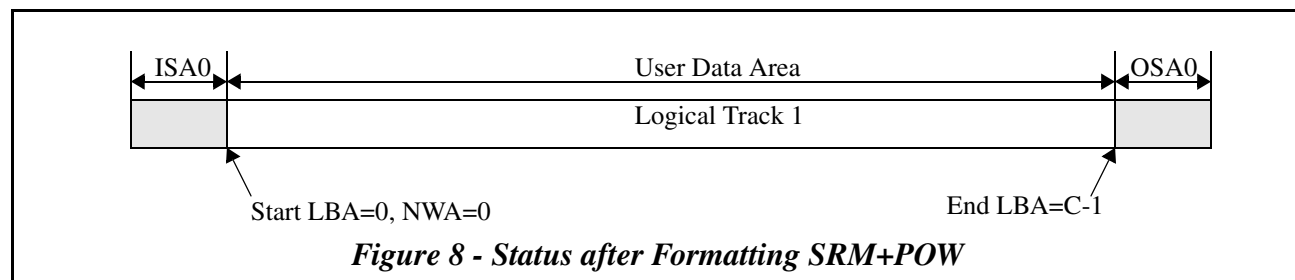 ISA0 User Data Area OSA0
Logical Track 1
Start LBA=0, NWA=0 End LBA=C-1
Figure 8 - Status after Formatting SRM+POW